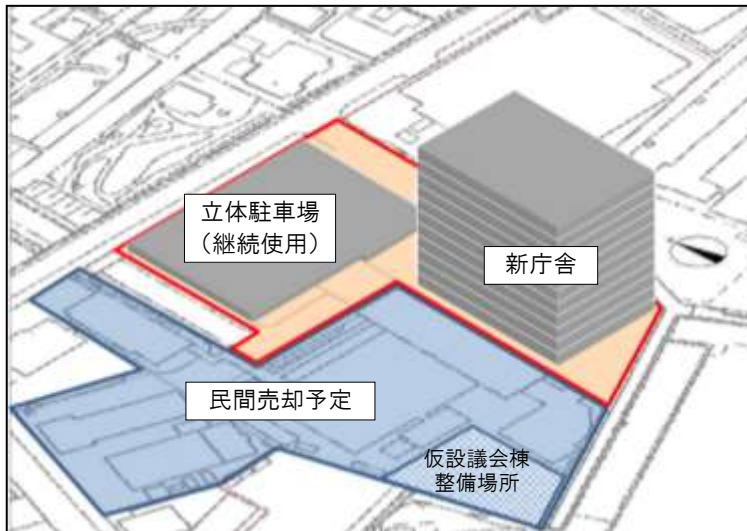 立体駐車場
（継続使用）
新庁舎
民間売却予定
仮設議会棟
整備場所